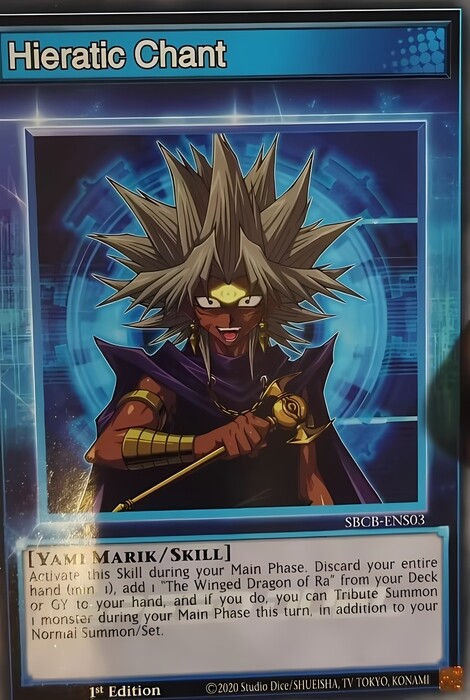 Hieratic Chant
SBCB-ENS03
[YAMI MARIK/SKILL]
Activate this Skill during your Main Phase. Discard your entire
hand (min 1), add 1 "The Winged Dragon of Ra" from your Deck
or GY to your hand, and if you do, you can Tribute Summon
1 monster during your Main Phase this turn, in addition to your
Normal Summon/Set.
1st Edition
©2020 Studio Dice/SHUEISHA, TV TOKYO, KONAMI